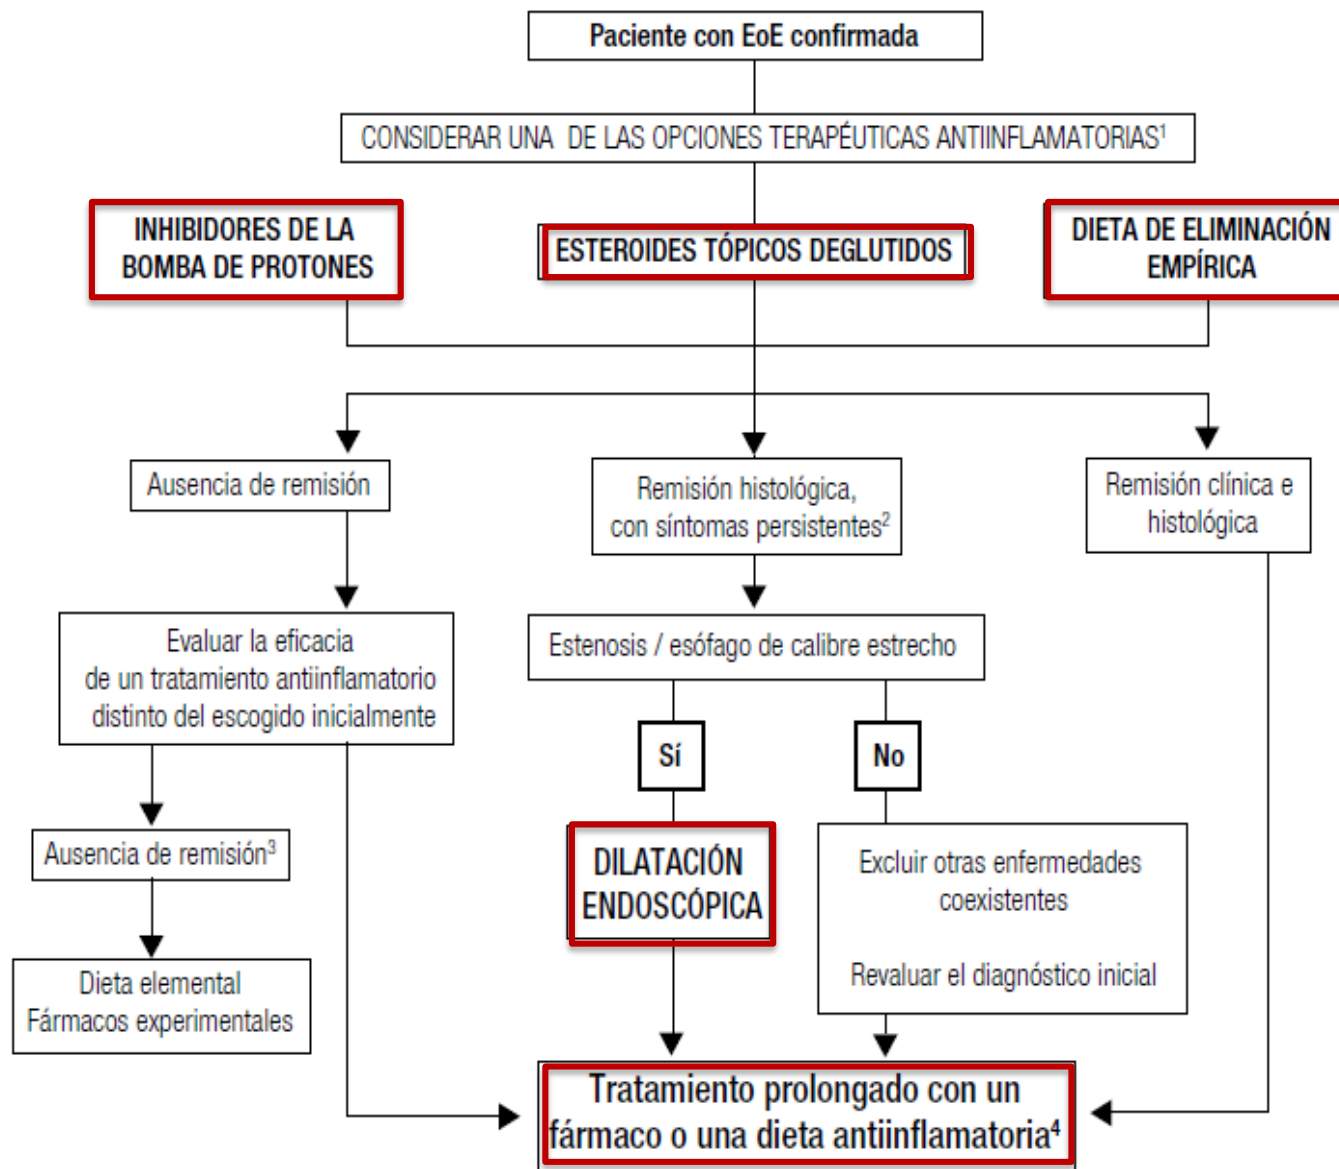 Paciente con EoE confirmada
CONSIDERAR UNA DE LAS OPCIONES TERAPÉUTICAS ANTIINFLAMATORIAS¹
INHIBIDORES DE LA
BOMBA DE PROTONES
ESTEROIDES TÓPICOS DEGLUTIDOS
DIETA DE ELIMINACIÓN
EMPÍRICA
Ausencia de remisión
Remisión histológica,
con síntomas persistentes²
Remisión clínica e
histológica
Evaluar la eficacia
de un tratamiento antiinflamatorio
distinto del escogido inicialmente
Estenosis / esófago de calibre estrecho
Sí
No
Ausencia de remisión³
DILATACIÓN
ENDOSCÓPICA
Excluir otras enfermedades
coexistentes
Revaluar el diagnóstico inicial
Dieta elemental
Fármacos experimentales
Tratamiento prolongado con un
fármaco o una dieta antiinflamatoria⁴